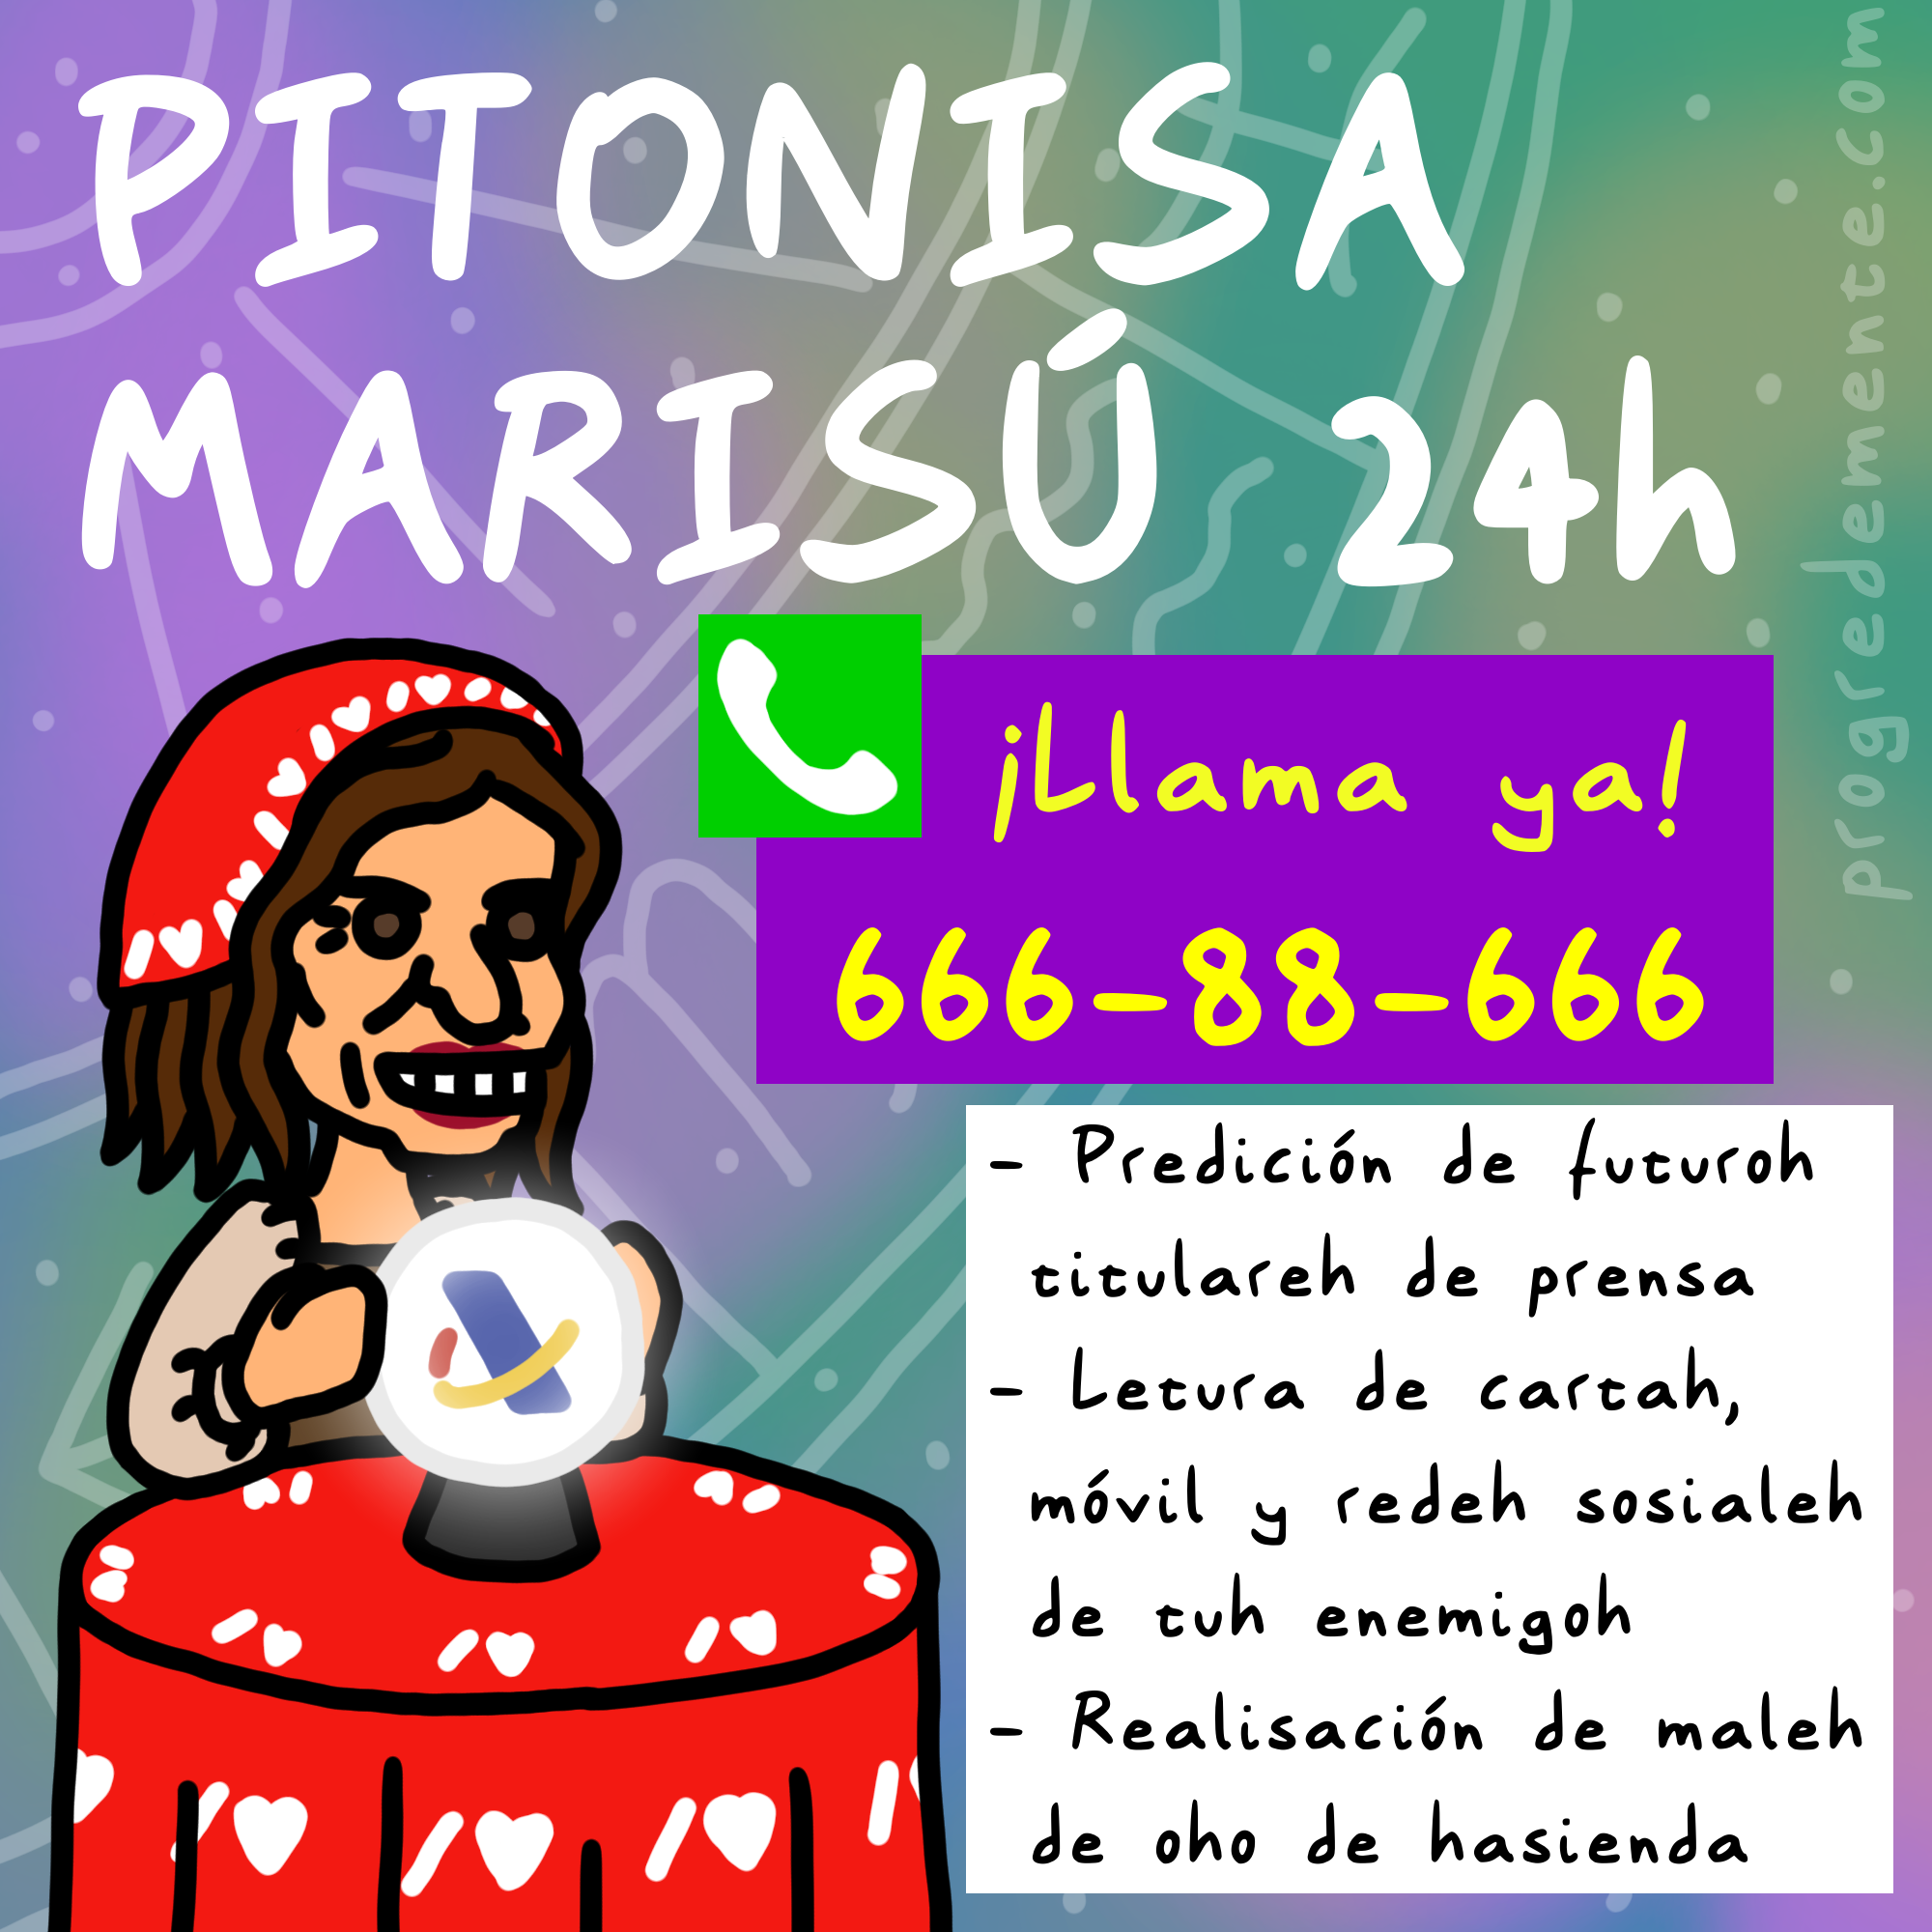 PITONISA
MARISÚ 24h
¡Llama ya!
666-88-666
- Predición de futuroh
titulareh de prensa
- Letura de cartah,
móvil y redeh sosialeh
de tuh enemigoh
- Realisación de maleh
de oho de hasienda
progredemente.com